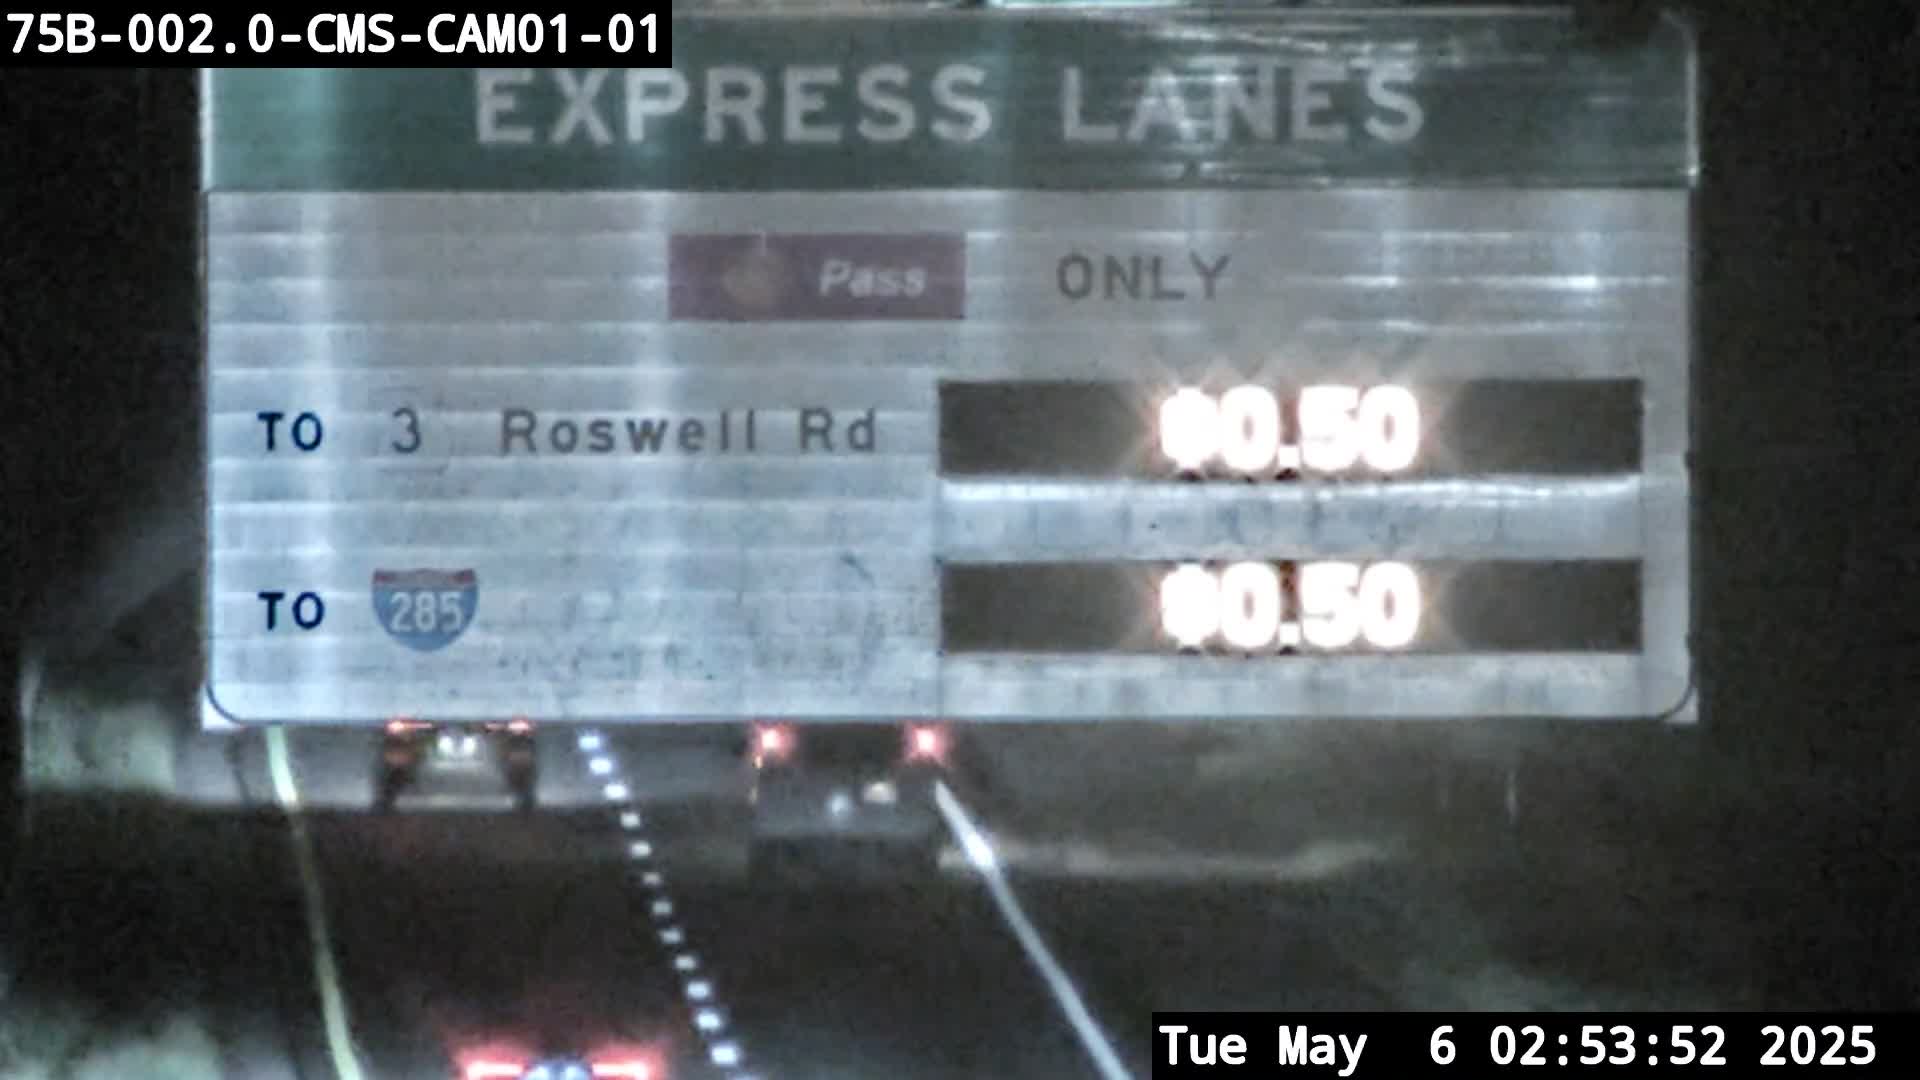 75B-002.0-CMS-CAM01-01
EXPRESS LANES
Pass ONLY
TO 3 Roswell Rd $0.50
TO 285 $0.50
Tue May 6 02:53:52 2025